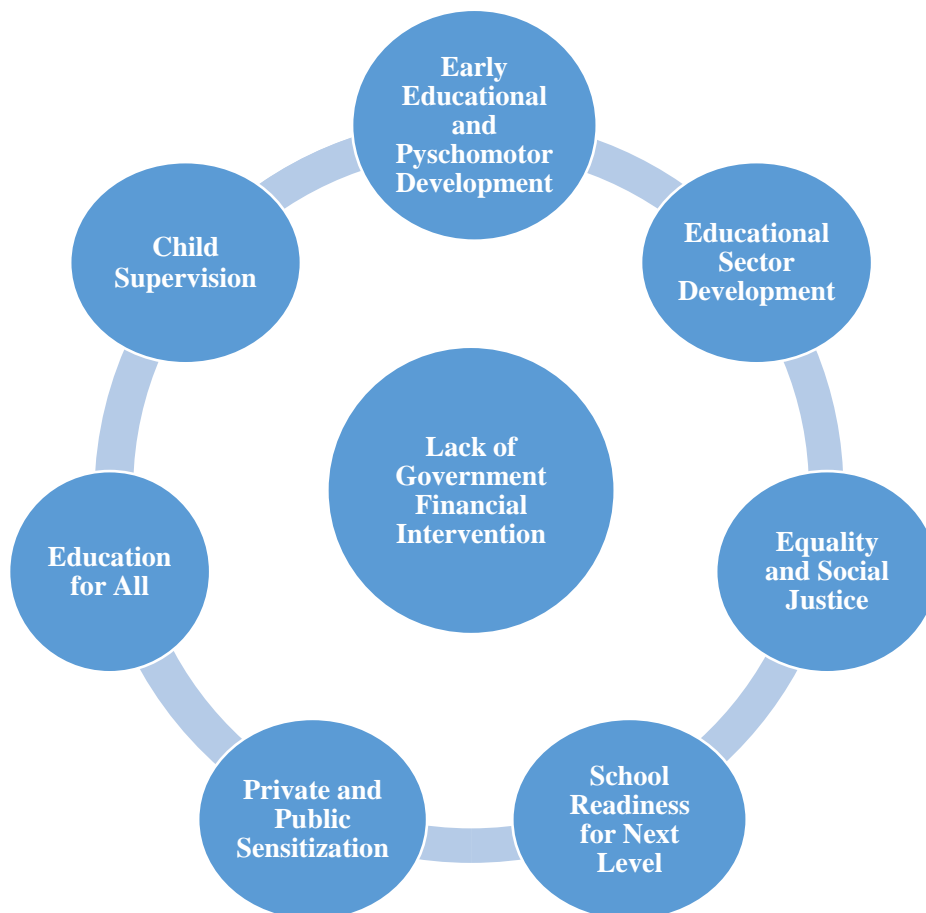 Early
Educational
and
Pyschomotor
Development
Educational
Sector
Development
Equality
and Social
Justice
School
Readiness
for Next
Level
Private and
Public
Sensitization
Education
for All
Child
Supervision
Lack of
Government
Financial
Intervention